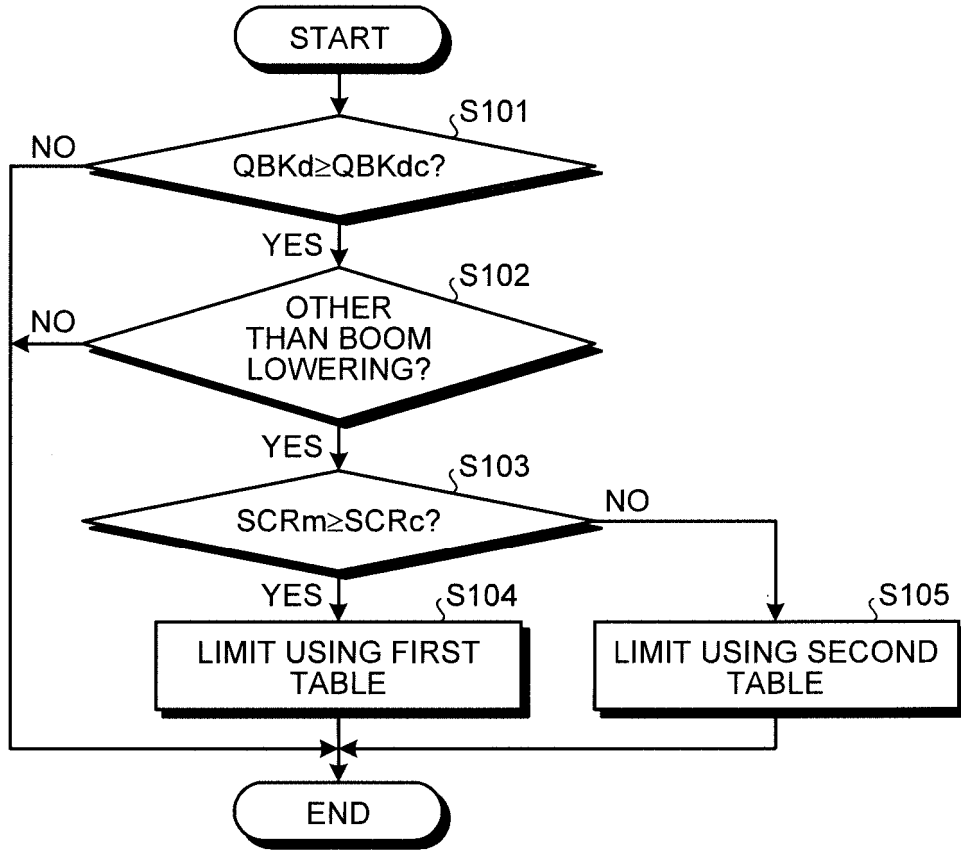 START
S101
NO
QBKd≥QBKdc?
YES
S102
NO
OTHER
THAN BOOM
LOWERING?
YES
S103
NO
SCRm≥SCRc?
YES
S104
S105
LIMIT USING FIRST
TABLE
LIMIT USING SECOND
TABLE
END